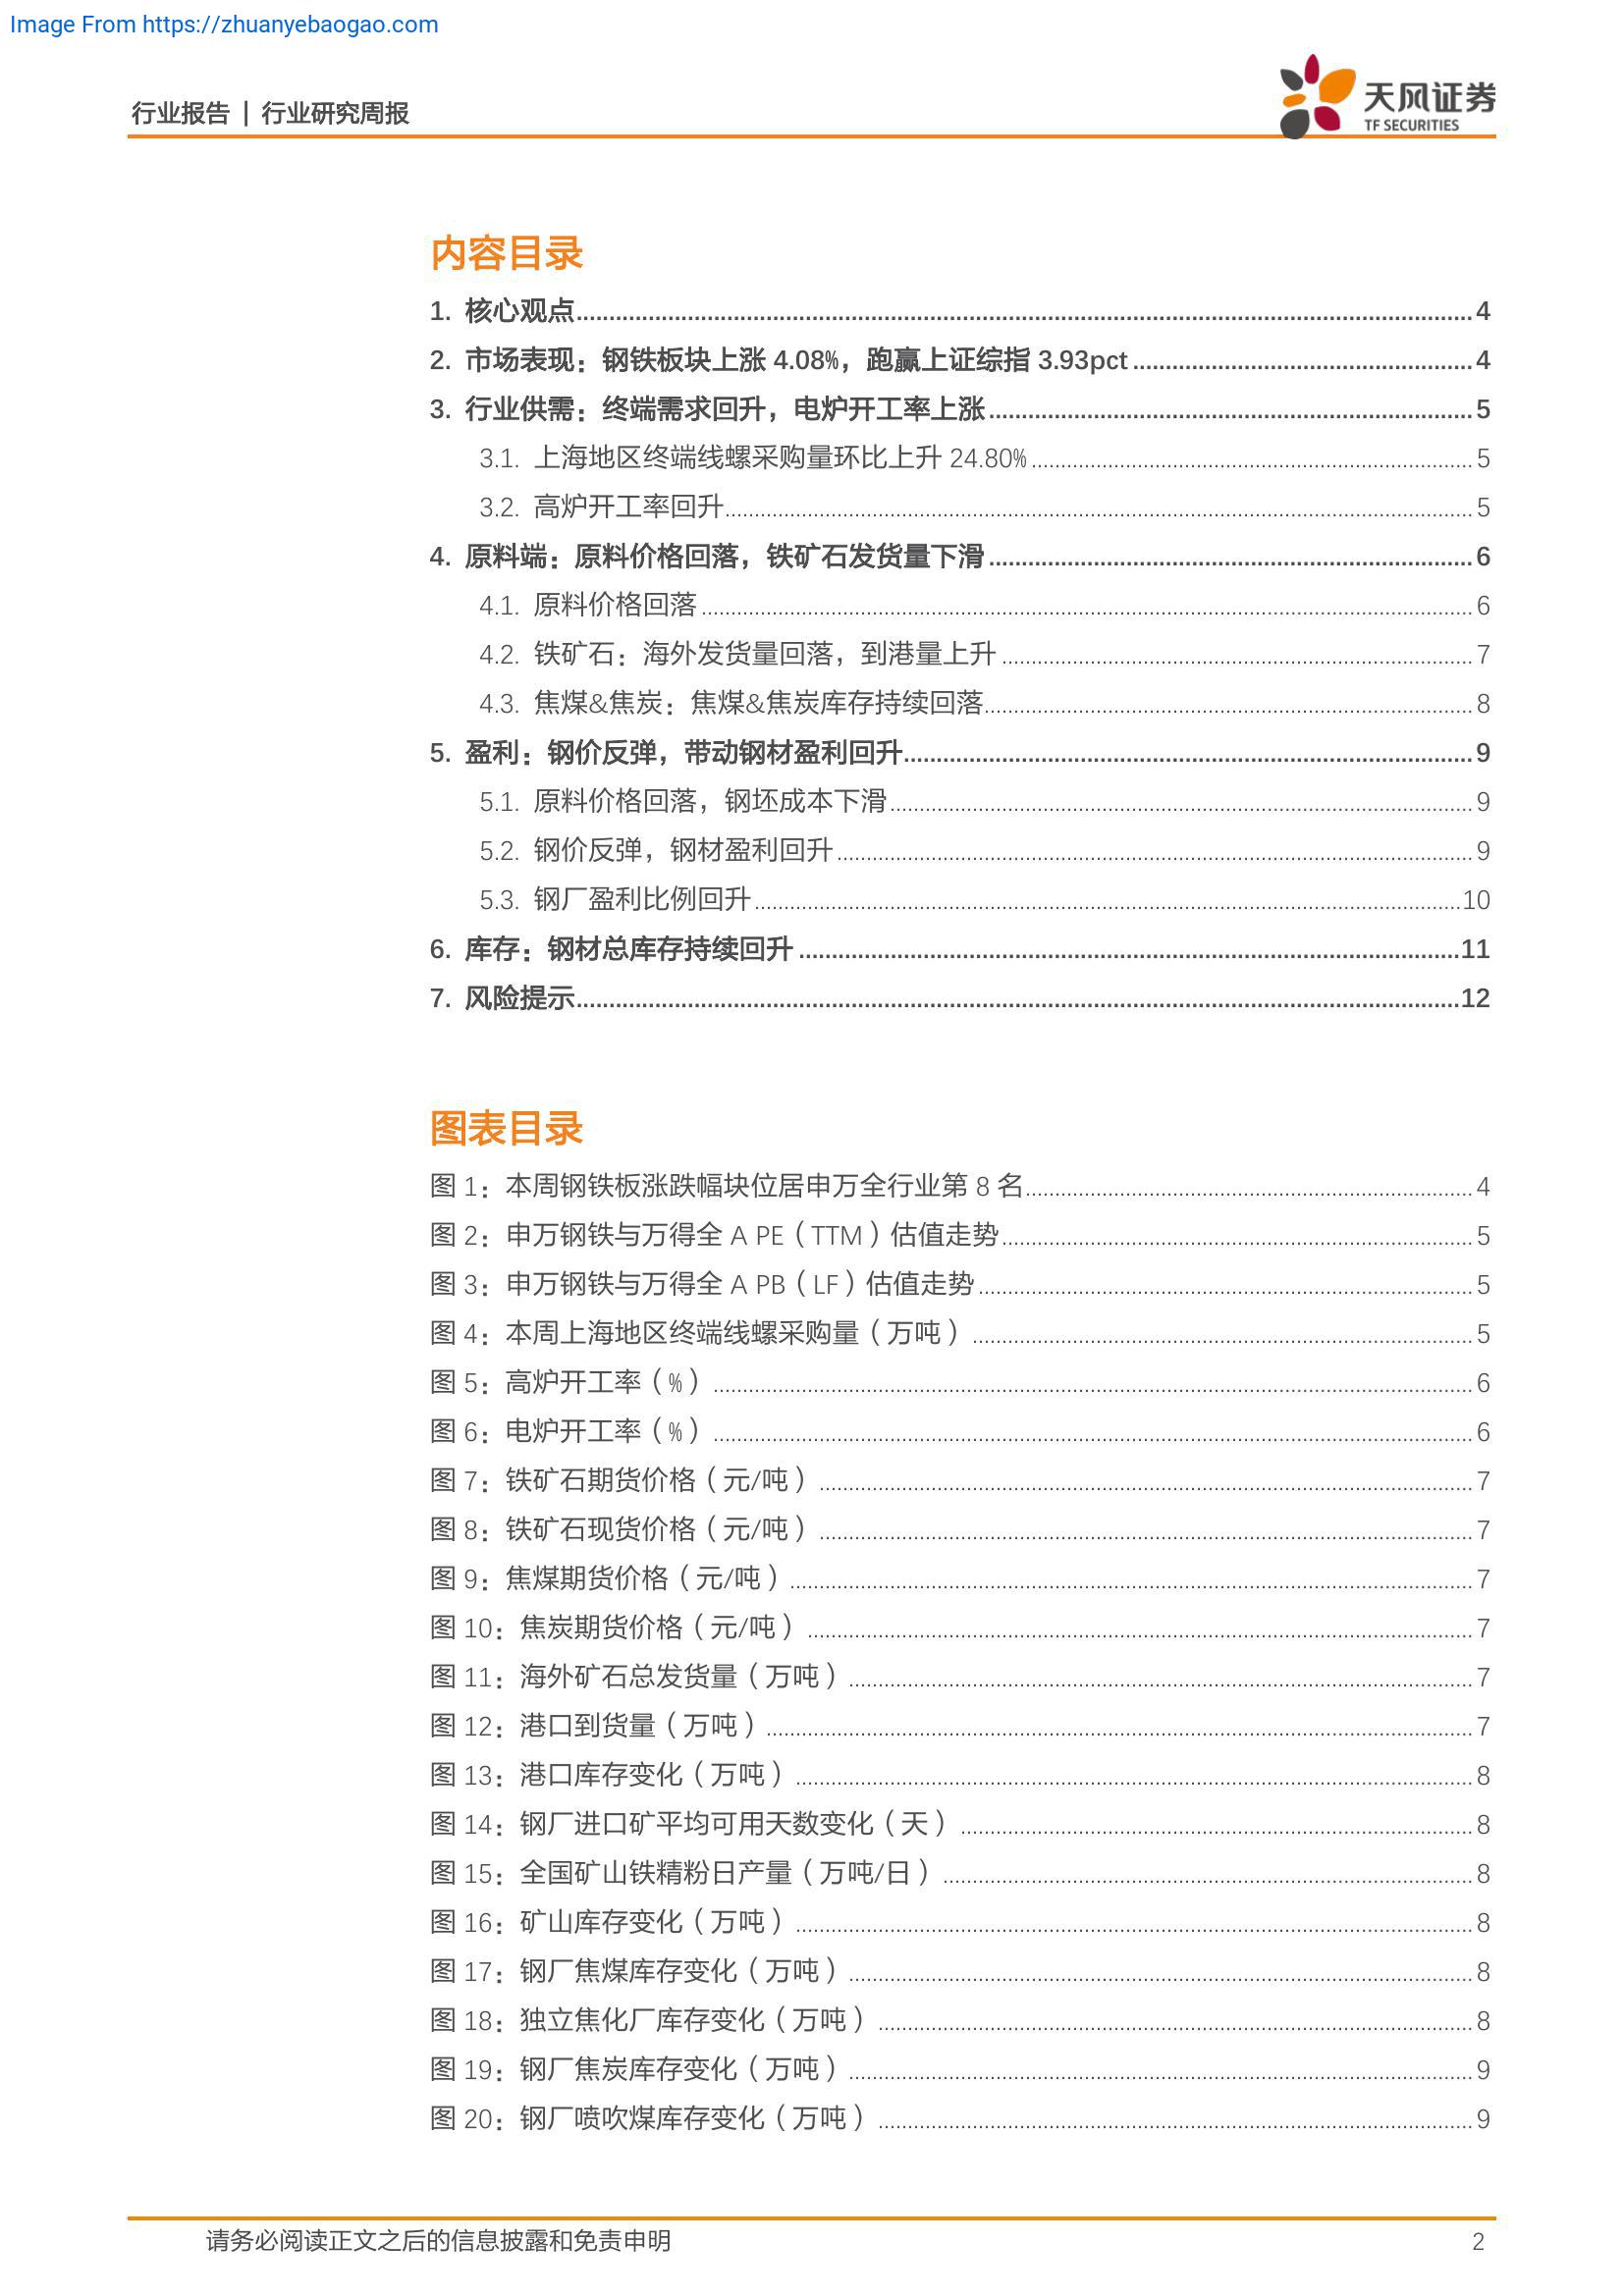 Image From https://zhuanyebaogao.com
行业报告 | 行业研究周报
天风证券
TF SECURITIES
内容目录
1. 核心观点 4
2. 市场表现：钢铁板块上涨 4.08%，跑赢上证综指 3.93pct 4
3. 行业供需：终端需求回升，电炉开工率上涨 5
3.1. 上海地区终端线螺采购量环比上升 24.80% 5
3.2. 高炉开工率回升 5
4. 原料端：原料价格回落，铁矿石发货量下滑 6
4.1. 原料价格回落 6
4.2. 铁矿石：海外发货量回落，到港量上升 7
4.3. 焦煤&焦炭：焦煤&焦炭库存持续回落 8
5. 盈利：钢价反弹，带动钢材盈利回升 9
5.1. 原料价格回落，钢坯成本下滑 9
5.2. 钢价反弹，钢材盈利回升 9
5.3. 钢厂盈利比例回升 10
6. 库存：钢材总库存持续回升 11
7. 风险提示 12
图表目录
图 1：本周钢铁板涨跌幅块位居申万全行业第 8 名 4
图 2：申万钢铁与万得全 A PE（TTM）估值走势 5
图 3：申万钢铁与万得全 A PB（LF）估值走势 5
图 4：本周上海地区终端线螺采购量（万吨） 5
图 5：高炉开工率（%） 6
图 6：电炉开工率（%） 6
图 7：铁矿石期货价格（元/吨） 7
图 8：铁矿石现货价格（元/吨） 7
图 9：焦煤期货价格（元/吨） 7
图 10：焦炭期货价格（元/吨） 7
图 11：海外矿石总发货量（万吨） 7
图 12：港口到货量（万吨） 7
图 13：港口库存变化（万吨） 8
图 14：钢厂进口矿平均可用天数变化（天） 8
图 15：全国矿山铁精粉日产量（万吨/日） 8
图 16：矿山库存变化（万吨） 8
图 17：钢厂焦煤库存变化（万吨） 8
图 18：独立焦化厂库存变化（万吨） 8
图 19：钢厂焦炭库存变化（万吨） 9
图 20：钢厂喷吹煤库存变化（万吨） 9
请务必阅读正文之后的信息披露和免责申明 2